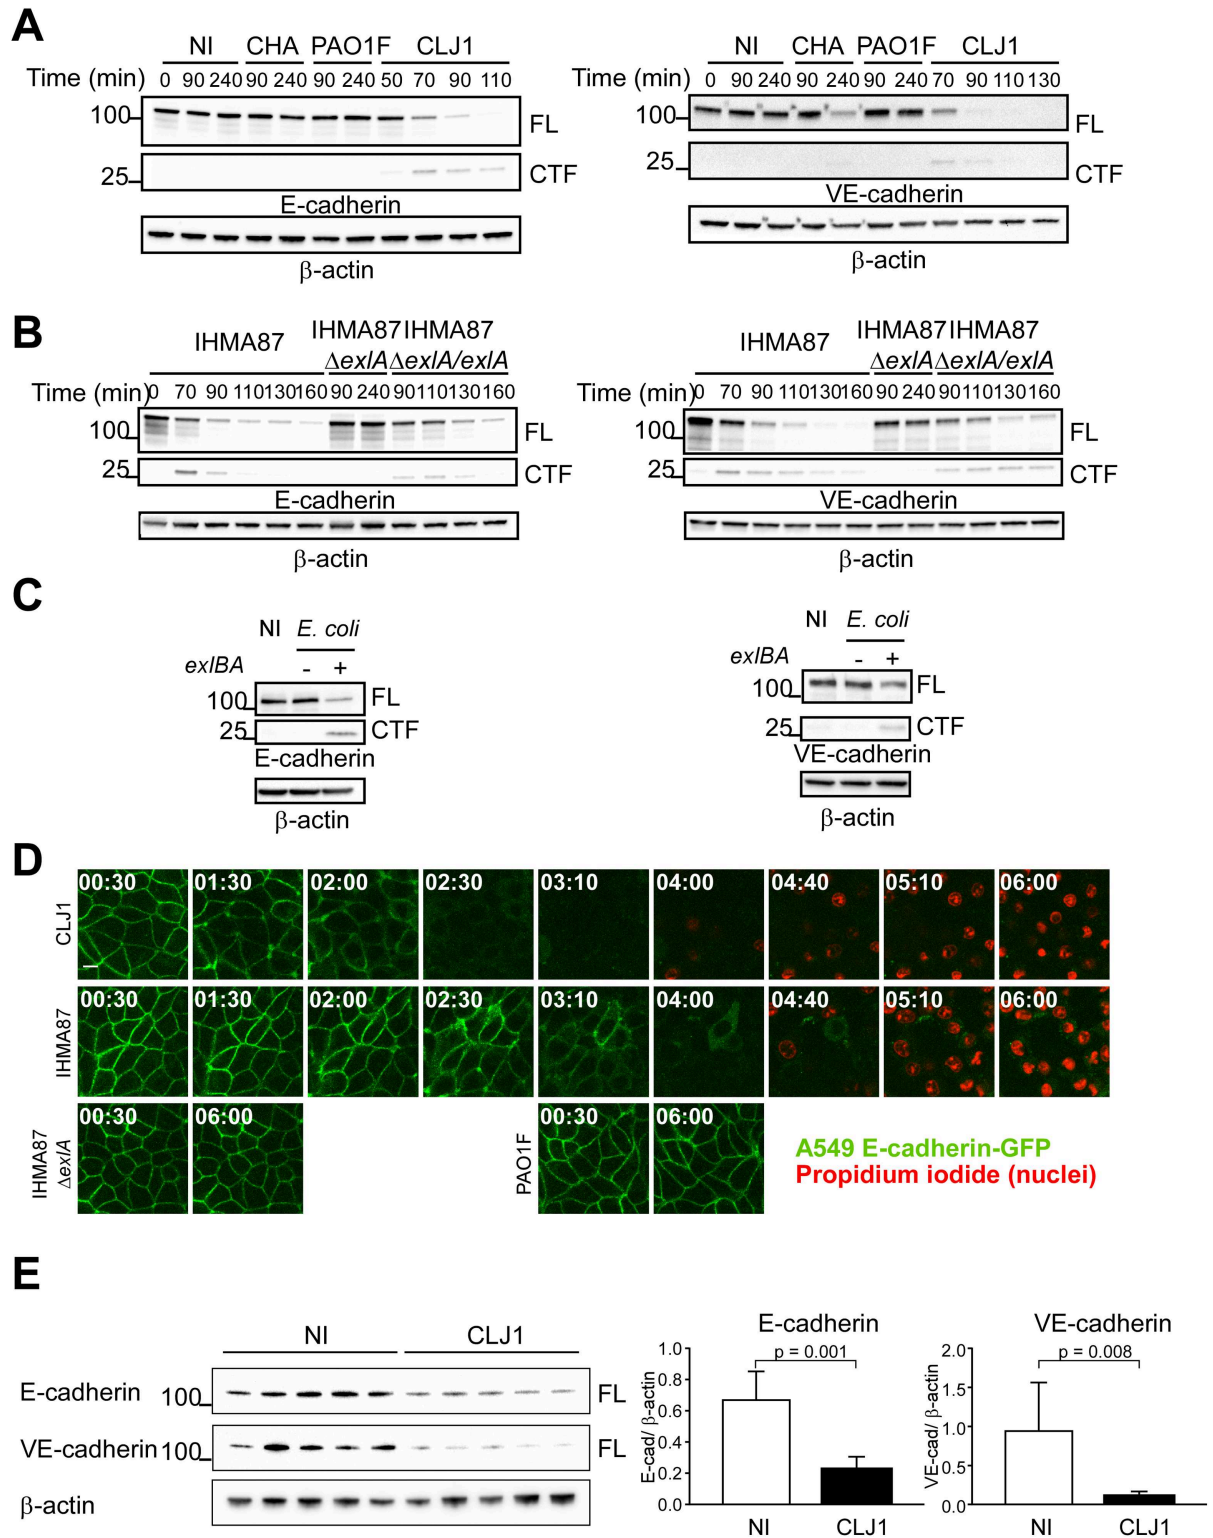 A
NI CHA PAO1F CLJ1
Time (min) 0 90 240 90 240 90 240 50 70 90 110
100 FL
25 CTF
E-cadherin
β-actin
NI CHA PAO1F CLJ1
Time (min) 0 90 240 90 240 90 240 70 90 110 130
100 FL
25 CTF
VE-cadherin
β-actin
B
IHMA87 IHMA87 IHMA87
ΔexlA ΔexlA/exlA
Time (min) 0 70 90 110 130 160 90 240 90 110 130 160
100 FL
25 CTF
E-cadherin
β-actin
IHMA87 IHMA87 IHMA87
ΔexlA ΔexlA/exlA
Time (min) 0 70 90 110 130 160 90 240 90 110 130 160
100 FL
25 CTF
VE-cadherin
β-actin
C
NI E. coli
exlBA - +
100 FL
25 CTF
E-cadherin
β-actin
NI E. coli
exlBA - +
100 FL
25 CTF
VE-cadherin
β-actin
D
CLJ1
00:30 01:30 02:00 02:30 03:10 04:00 04:40 05:10 06:00
IHMA87
00:30 01:30 02:00 02:30 03:10 04:00 04:40 05:10 06:00
IHMA87
ΔexlA
00:30 06:00
PAO1F
00:30 06:00
A549 E-cadherin-GFP
Propidium iodide (nuclei)
E
NI CLJ1
E-cadherin 100 FL
VE-cadherin 100 FL
β-actin
E-cadherin
p = 0.001
E-cad/ β-actin
1.0
0.8
0.6
0.4
0.2
0.0
NI CLJ1
VE-cadherin
p = 0.008
VE-cad/ β-actin
2.0
1.5
1.0
0.5
0.0
NI CLJ1